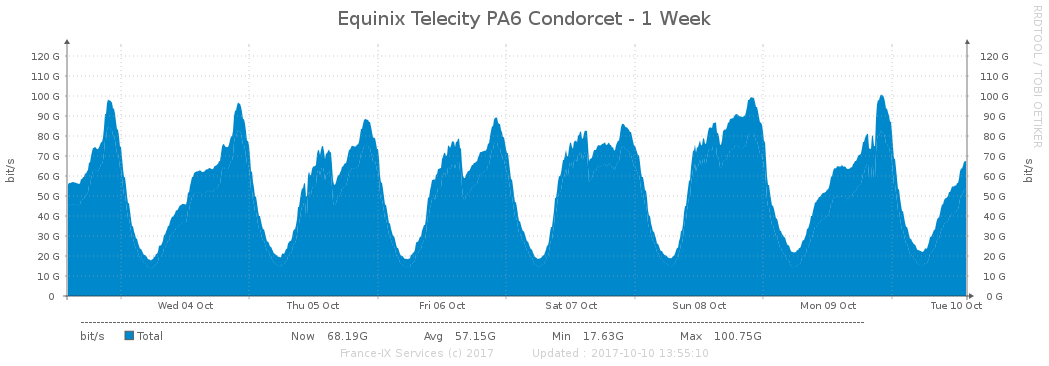 Equinix Telecity PA6 Condorcet - 1 Week
RRDTOOL / TOBI OETIKER
bit/s
120 G
110 G
100 G
90 G
80 G
70 G
60 G
50 G
40 G
30 G
20 G
10 G
0
120 G
110 G
100 G
90 G
80 G
70 G
60 G
50 G
40 G
30 G
20 G
10 G
0 G
bit/s
Wed 04 Oct Thu 05 Oct Fri 06 Oct Sat 07 Oct Sun 08 Oct Mon 09 Oct Tue 10 Oct
bit/s Total Now 68.19G Avg 57.15G Min 17.63G Max 100.75G
France-IX Services (c) 2017 Updated : 2017-10-10 13:55:10